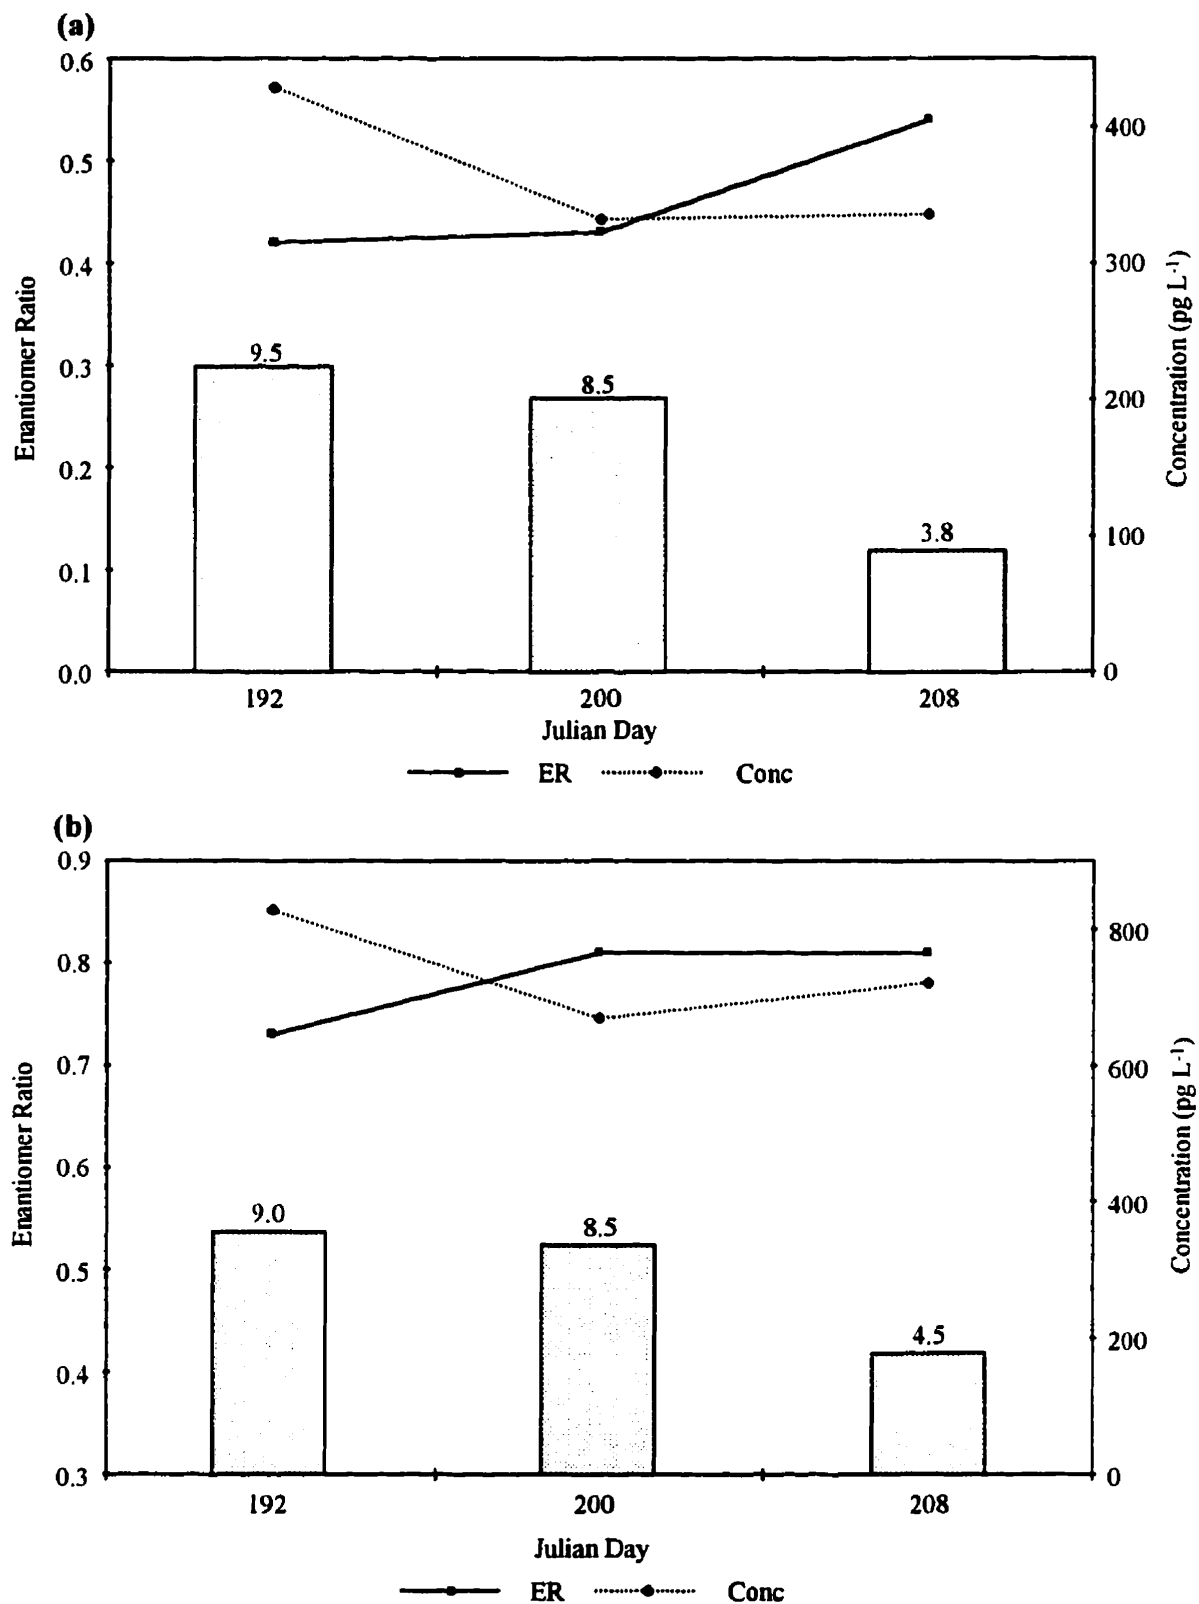 (a)
0.6
0.5
0.4
0.3
0.2
0.1
0.0
Enantiomer Ratio
400
300
200
100
0
Concentration (pg L-1)
9.5
8.5
3.8
192 200 208
Julian Day
ER Conc
(b)
0.9
0.8
0.7
0.6
0.5
0.4
0.3
Enantiomer Ratio
800
600
400
200
0
Concentration (pg L-1)
9.0
8.5
4.5
192 200 208
Julian Day
ER Conc